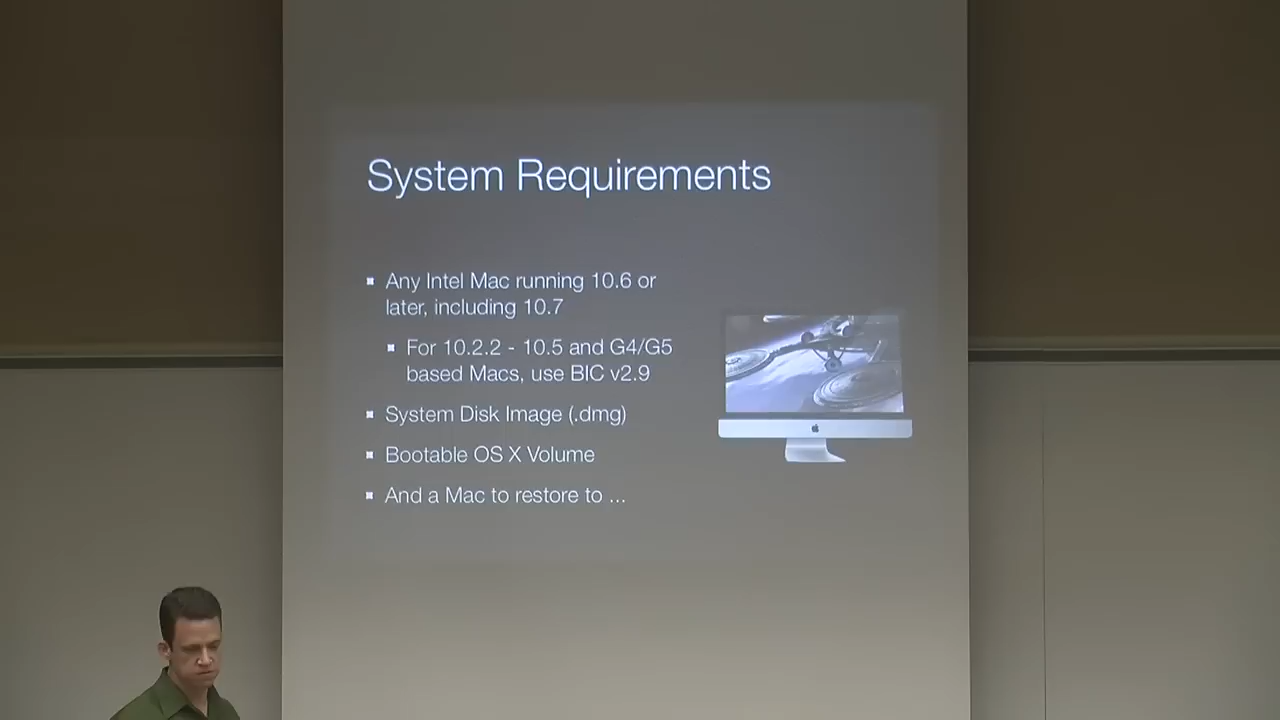 System Requirements
Any Intel Mac running 10.6 or
later, including 10.7
For 10.2.2 - 10.5 and G4/G5
based Macs, use BIC v2.9
System Disk Image (.dmg)
Bootable OS X Volume
And a Mac to restore to ...